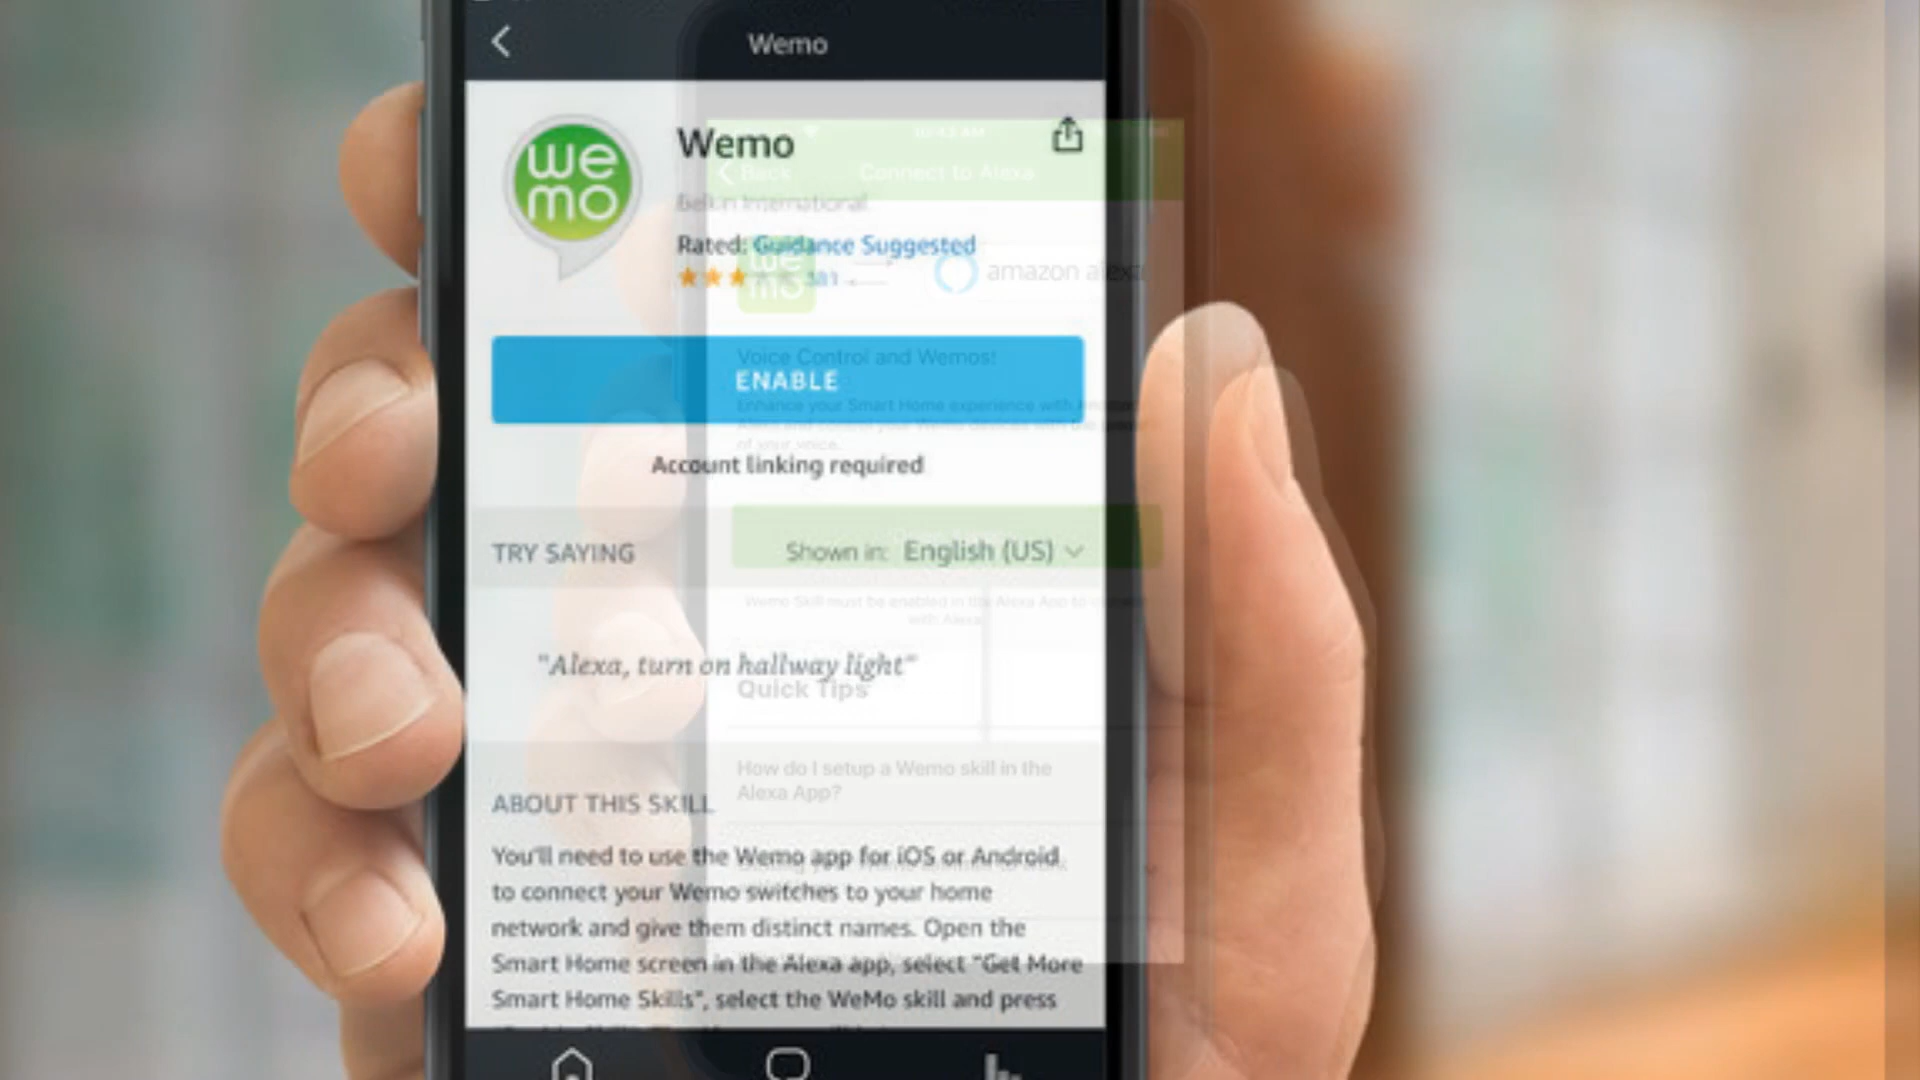 Wemo
we
mo
Wemo
Belkin International
Rated: Guidance Suggested
381
ENABLE
Account linking required
TRY SAYING
Shown in: English (US)
"Alexa, turn on hallway light"
ABOUT THIS SKILL
You'll need to use the Wemo app for iOS or Android
to connect your Wemo switches to your home
network and give them distinct names. Open the
Smart Home screen in the Alexa app, select "Get More
Smart Home Skills", select the WeMo skill and press
Back
Connect to Alexa
we
mo
amazon alexa
Voice Control and Wemos!
Enhance your Smart Home experience with Amazon
Alexa and control your Wemo devices with the
of your voice.
Wemo Skill must be enabled in the Alexa App to
with Alexa
Quick Tips
How do I setup a Wemo skill in the
Alexa App?